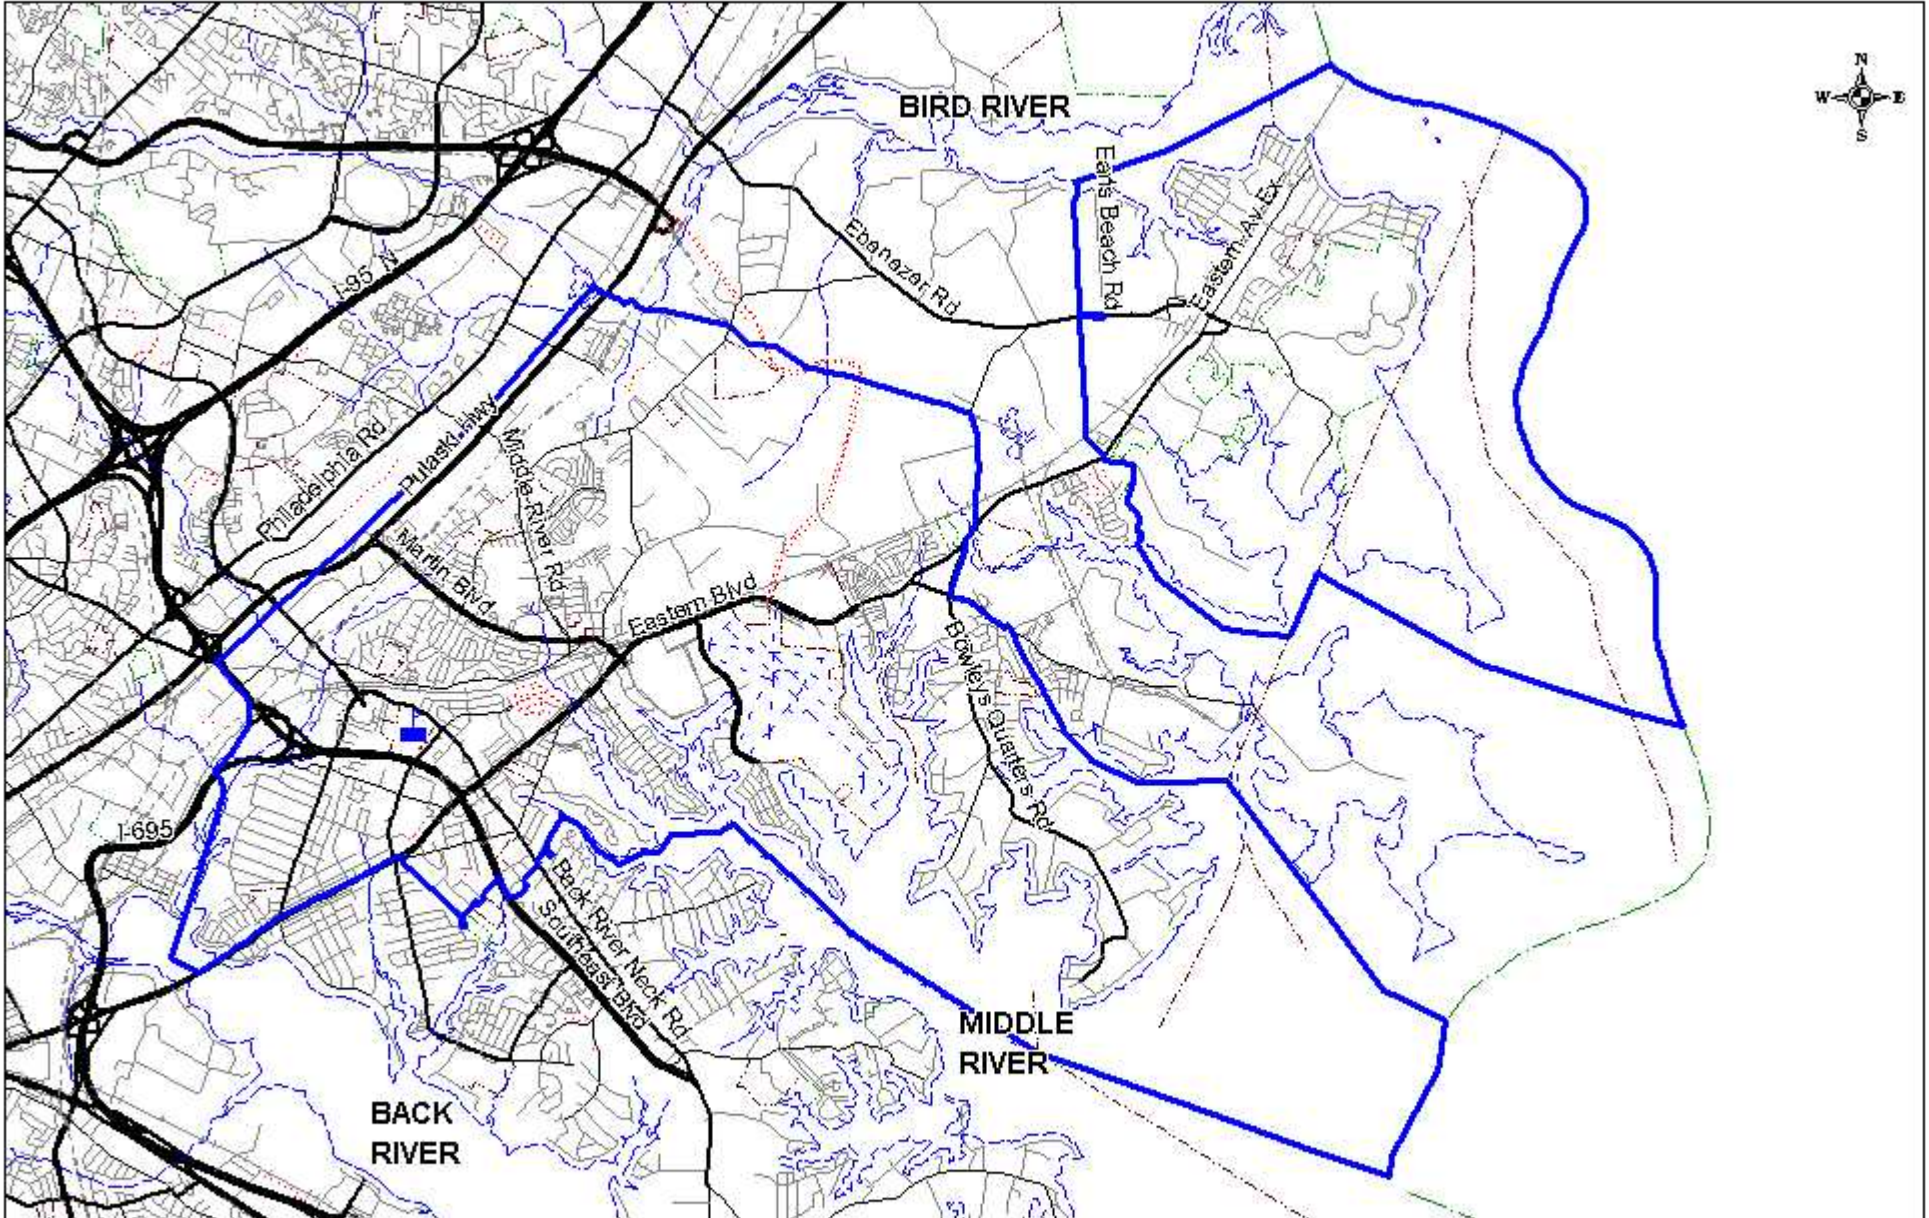 N
W E
S
BIRD RIVER
Earls Beach Rd
Eastern Av Ex
Ebenezer Rd
I-95 N
Pulaski Hwy
Philadelphia Rd
Middle River Rd
Martin Blvd
Eastern Blvd
Bowleys Quarters Rd
I-695
Back River Neck Rd
Southeast Blvd
MIDDLE
RIVER
BACK
RIVER